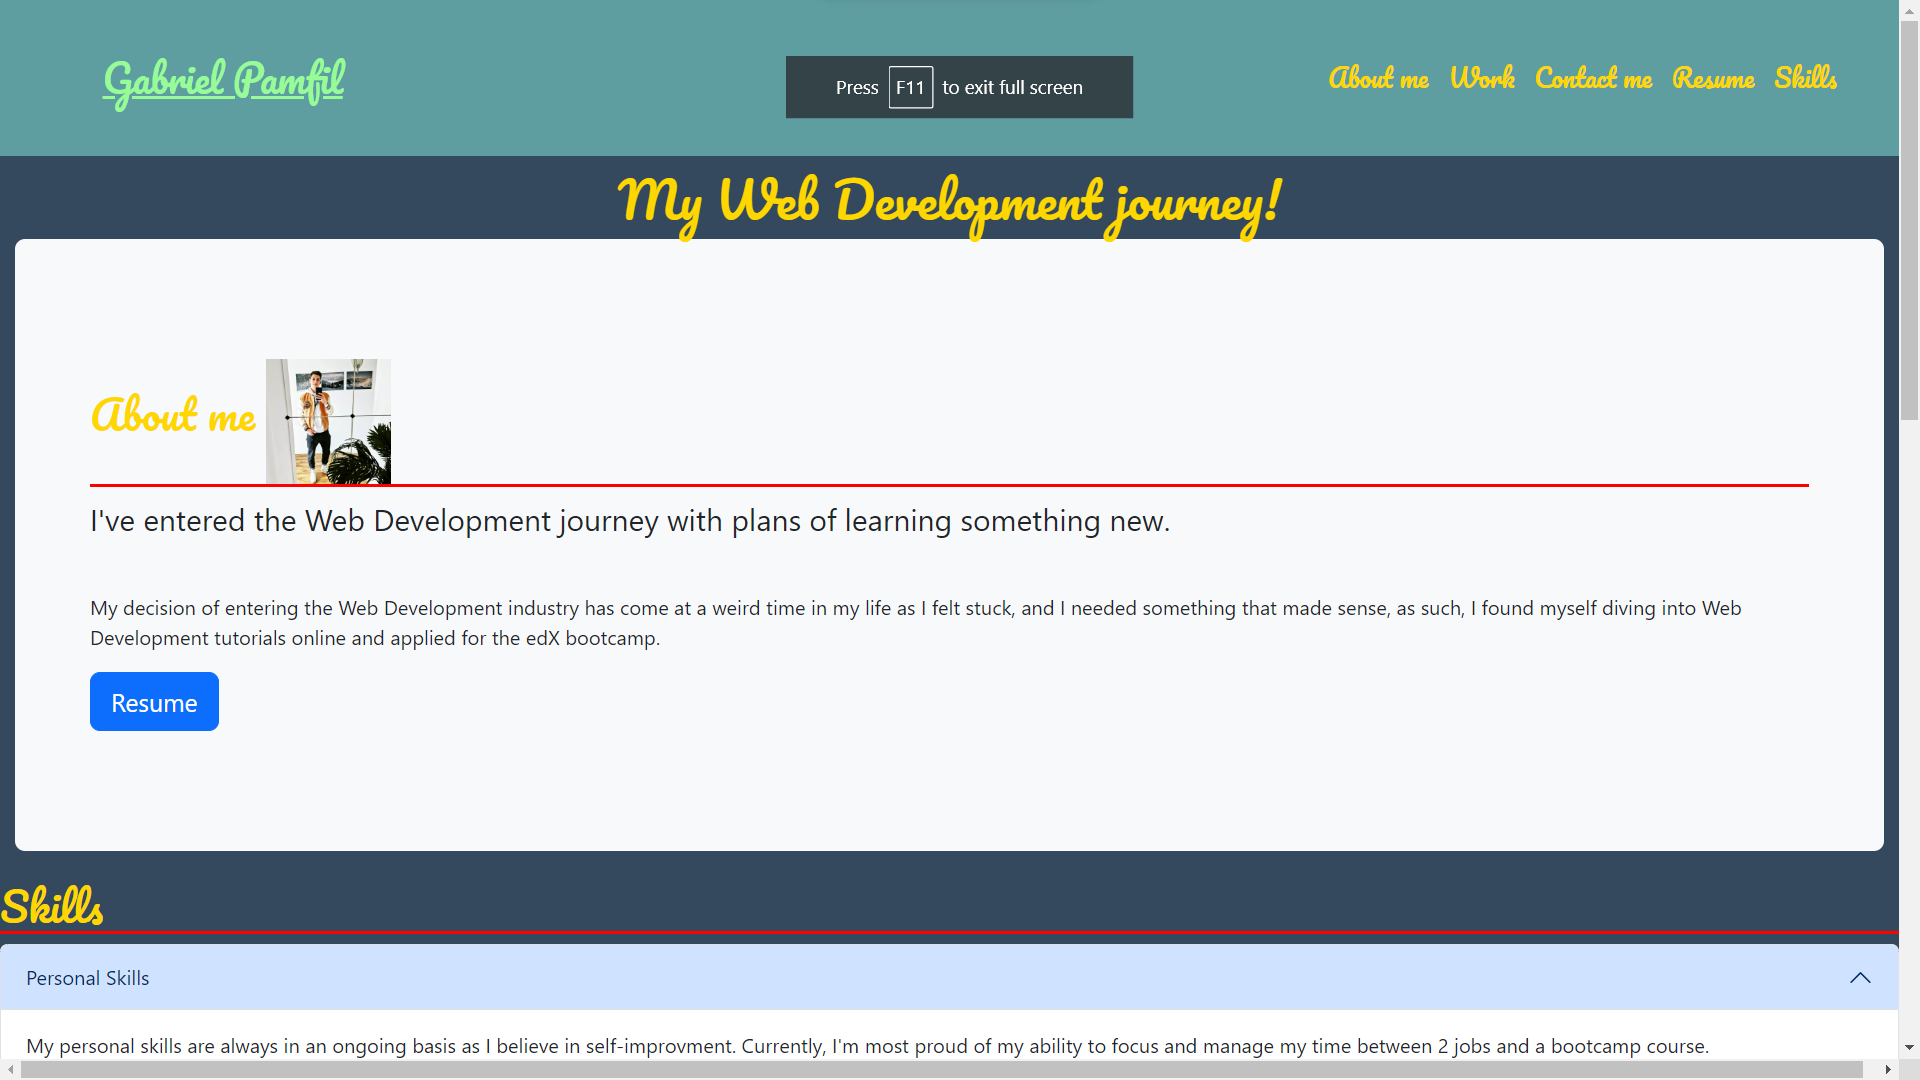 Gabriel Pamfil
Press F11 to exit full screen
About me Work Contact me Resume Skills
My Web Development journey!
About me
I've entered the Web Development journey with plans of learning something new.
My decision of entering the Web Development industry has come at a weird time in my life as I felt stuck, and I needed something that made sense, as such, I found myself diving into Web
Development tutorials online and applied for the edX bootcamp.
Resume
Skills
Personal Skills
My personal skills are always in an ongoing basis as I believe in self-improvment. Currently, I'm most proud of my ability to focus and manage my time between 2 jobs and a bootcamp course.